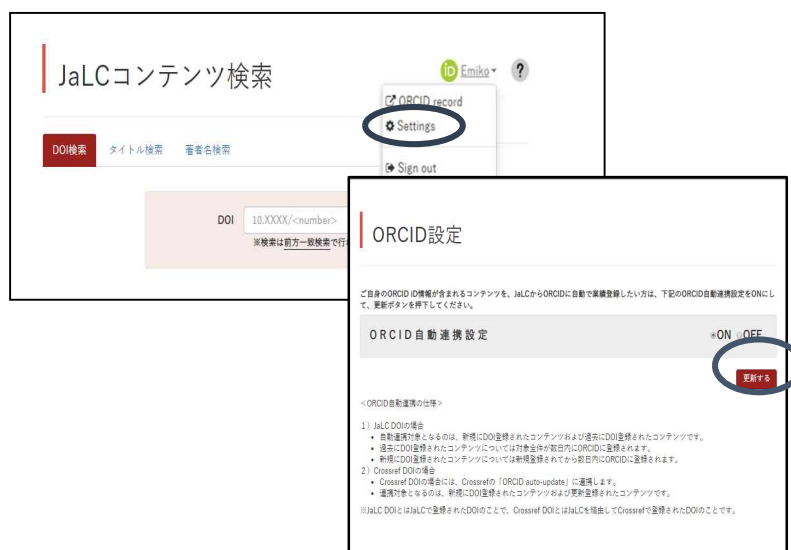 JaLCコンテンツ検索
iD Emiko ?
ORCID record
Settings
Sign out
DOI検索 タイトル検索 著者名検索
DOI 10.XXXX/<number>
※検索は前方一致検索で行
ORCID設定
ご自身のORCID iD情報が含まれるコンテンツを、JaLCからORCIDに自動で業績登録したい方は、下記のORCID自動連携設定をONにし
て、更新ボタンを押下してください。
ORCID自動連携設定 ON OFF
更新する
<ORCID自動連携の仕様>
1) JaLC DOIの場合
• 自動連携対象となるのは、新規にDOI登録されたコンテンツおよび過去にDOI登録されたコンテンツです。
• 過去にDOI登録されたコンテンツについては対象全件が数日内にORCIDに登録されます。
• 新規にDOI登録されたコンテンツについては新規登録されてから数日内にORCIDに登録されます。
2) Crossref DOIの場合
• Crossref DOIの場合には、Crossrefの「ORCID auto-update」に連携します。
• 連携対象となるのは、新規にDOI登録されたコンテンツおよび更新登録されたコンテンツです。
※JaLC DOIとはJaLCで登録されたDOIのことで、Crossref DOIとはJaLCを経由してCrossrefで登録されたDOIのことです。